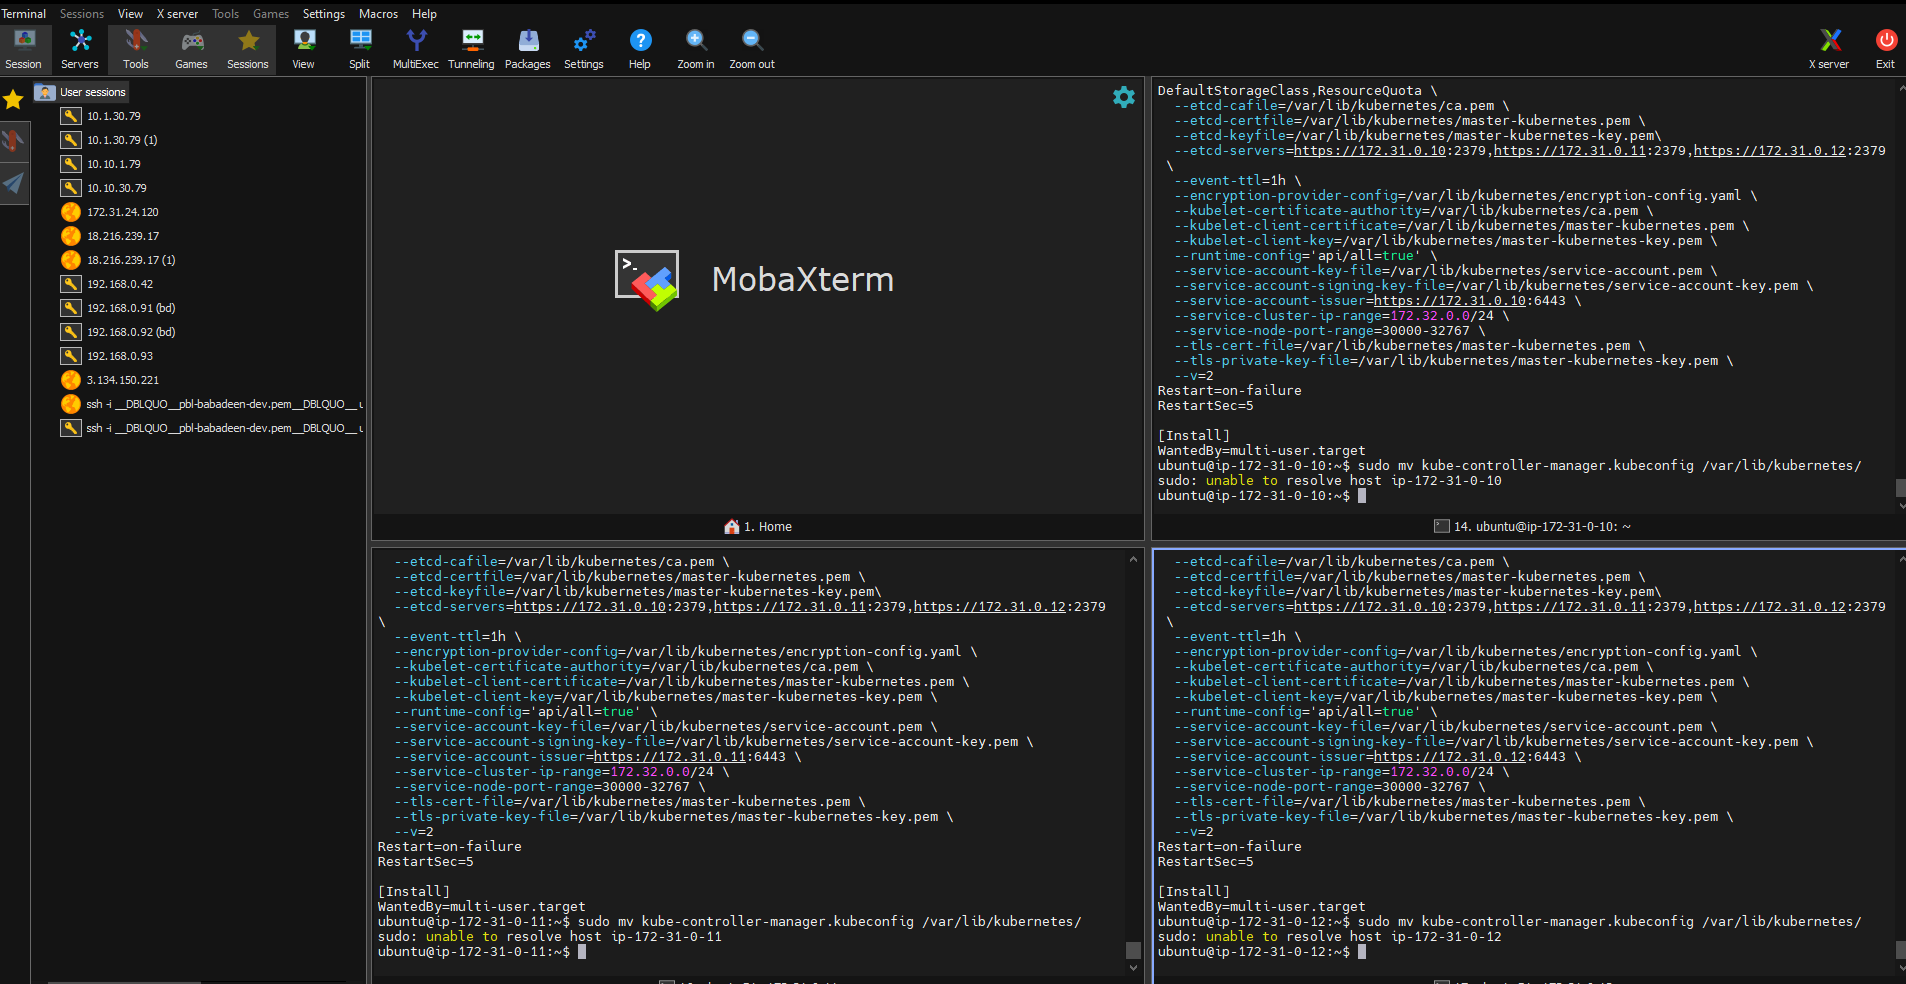 Terminal Sessions View X server Tools Games Settings Macros Help
Session Servers Tools Games Sessions View Split MultiExec Tunneling Packages Settings Help Zoom in Zoom out X server Exit
User sessions
10.1.30.79
10.1.30.79 (1)
10.10.1.79
10.10.30.79
172.31.24.120
18.216.239.17
18.216.239.17 (1)
192.168.0.42
192.168.0.91 (bd)
192.168.0.92 (bd)
192.168.0.93
3.134.150.221
ssh -i __DBLQUO__pbl-babadeen-dev.pem__DBLQUO__ u
ssh -i __DBLQUO__pbl-babadeen-dev.pem__DBLQUO__ u
>_
MobaXterm
1. Home
DefaultStorageClass,ResourceQuota \
--etcd-cafile=/var/lib/kubernetes/ca.pem \
--etcd-certfile=/var/lib/kubernetes/master-kubernetes.pem \
--etcd-keyfile=/var/lib/kubernetes/master-kubernetes-key.pem\
--etcd-servers=https://172.31.0.10:2379,https://172.31.0.11:2379,https://172.31.0.12:2379
\
--event-ttl=1h \
--encryption-provider-config=/var/lib/kubernetes/encryption-config.yaml \
--kubelet-certificate-authority=/var/lib/kubernetes/ca.pem \
--kubelet-client-certificate=/var/lib/kubernetes/master-kubernetes.pem \
--kubelet-client-key=/var/lib/kubernetes/master-kubernetes-key.pem \
--runtime-config='api/all=true' \
--service-account-key-file=/var/lib/kubernetes/service-account.pem \
--service-account-signing-key-file=/var/lib/kubernetes/service-account-key.pem \
--service-account-issuer=https://172.31.0.10:6443 \
--service-cluster-ip-range=172.32.0.0/24 \
--service-node-port-range=30000-32767 \
--tls-cert-file=/var/lib/kubernetes/master-kubernetes.pem \
--tls-private-key-file=/var/lib/kubernetes/master-kubernetes-key.pem \
--v=2
Restart=on-failure
RestartSec=5
[Install]
WantedBy=multi-user.target
ubuntu@ip-172-31-0-10:~$ sudo mv kube-controller-manager.kubeconfig /var/lib/kubernetes/
sudo: unable to resolve host ip-172-31-0-10
ubuntu@ip-172-31-0-10:~$
14. ubuntu@ip-172-31-0-10: ~
--etcd-cafile=/var/lib/kubernetes/ca.pem \
--etcd-certfile=/var/lib/kubernetes/master-kubernetes.pem \
--etcd-keyfile=/var/lib/kubernetes/master-kubernetes-key.pem\
--etcd-servers=https://172.31.0.10:2379,https://172.31.0.11:2379,https://172.31.0.12:2379
\
--event-ttl=1h \
--encryption-provider-config=/var/lib/kubernetes/encryption-config.yaml \
--kubelet-certificate-authority=/var/lib/kubernetes/ca.pem \
--kubelet-client-certificate=/var/lib/kubernetes/master-kubernetes.pem \
--kubelet-client-key=/var/lib/kubernetes/master-kubernetes-key.pem \
--runtime-config='api/all=true' \
--service-account-key-file=/var/lib/kubernetes/service-account.pem \
--service-account-signing-key-file=/var/lib/kubernetes/service-account-key.pem \
--service-account-issuer=https://172.31.0.11:6443 \
--service-cluster-ip-range=172.32.0.0/24 \
--service-node-port-range=30000-32767 \
--tls-cert-file=/var/lib/kubernetes/master-kubernetes.pem \
--tls-private-key-file=/var/lib/kubernetes/master-kubernetes-key.pem \
--v=2
Restart=on-failure
RestartSec=5
[Install]
WantedBy=multi-user.target
ubuntu@ip-172-31-0-11:~$ sudo mv kube-controller-manager.kubeconfig /var/lib/kubernetes/
sudo: unable to resolve host ip-172-31-0-11
ubuntu@ip-172-31-0-11:~$
--etcd-cafile=/var/lib/kubernetes/ca.pem \
--etcd-certfile=/var/lib/kubernetes/master-kubernetes.pem \
--etcd-keyfile=/var/lib/kubernetes/master-kubernetes-key.pem\
--etcd-servers=https://172.31.0.10:2379,https://172.31.0.11:2379,https://172.31.0.12:2379
\
--event-ttl=1h \
--encryption-provider-config=/var/lib/kubernetes/encryption-config.yaml \
--kubelet-certificate-authority=/var/lib/kubernetes/ca.pem \
--kubelet-client-certificate=/var/lib/kubernetes/master-kubernetes.pem \
--kubelet-client-key=/var/lib/kubernetes/master-kubernetes-key.pem \
--runtime-config='api/all=true' \
--service-account-key-file=/var/lib/kubernetes/service-account.pem \
--service-account-signing-key-file=/var/lib/kubernetes/service-account-key.pem \
--service-account-issuer=https://172.31.0.12:6443 \
--service-cluster-ip-range=172.32.0.0/24 \
--service-node-port-range=30000-32767 \
--tls-cert-file=/var/lib/kubernetes/master-kubernetes.pem \
--tls-private-key-file=/var/lib/kubernetes/master-kubernetes-key.pem \
--v=2
Restart=on-failure
RestartSec=5
[Install]
WantedBy=multi-user.target
ubuntu@ip-172-31-0-12:~$ sudo mv kube-controller-manager.kubeconfig /var/lib/kubernetes/
sudo: unable to resolve host ip-172-31-0-12
ubuntu@ip-172-31-0-12:~$